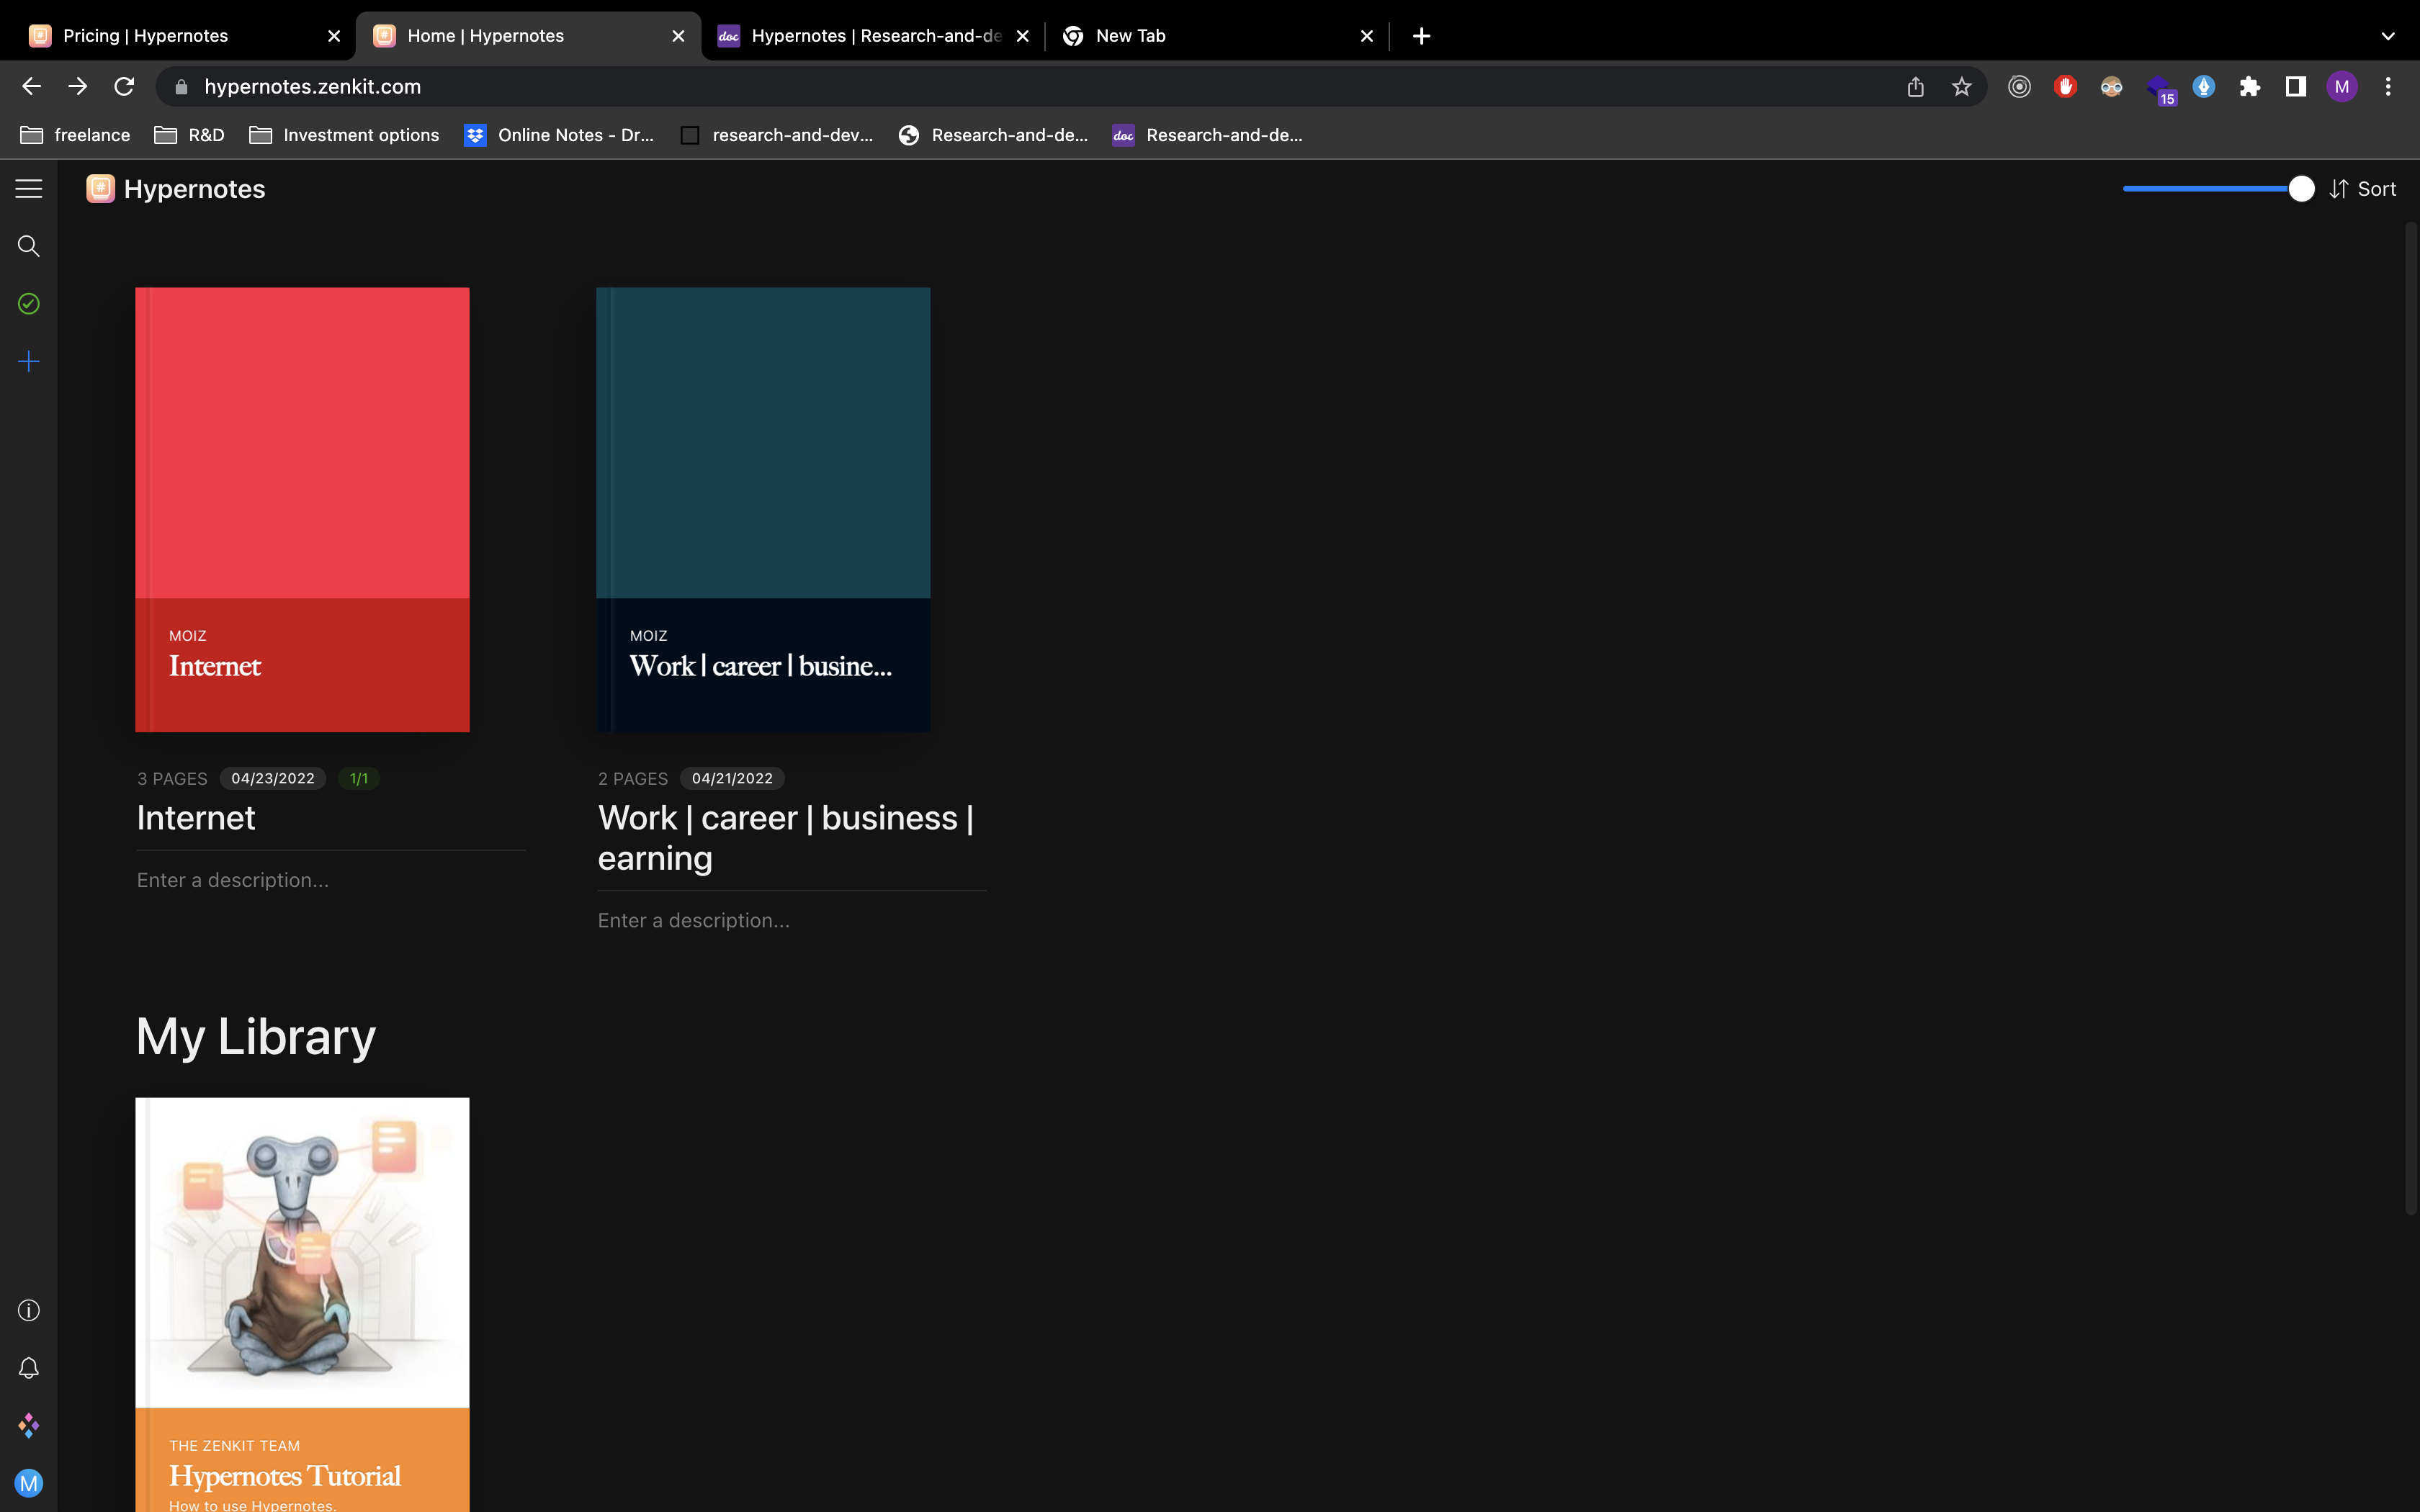 Pricing | Hypernotes
Home | Hypernotes
doc Hypernotes | Research-and-de
New Tab
hypernotes.zenkit.com
15
M
freelance
R&D
Investment options
Online Notes - Dr...
research-and-dev...
Research-and-de...
doc Research-and-de...
# Hypernotes
Sort
MOIZ
Internet
MOIZ
Work | career | busine...
3 PAGES 04/23/2022 1/1
Internet
Enter a description...
2 PAGES 04/21/2022
Work | career | business |
earning
Enter a description...
My Library
THE ZENKIT TEAM
Hypernotes Tutorial
How to use Hypernotes.
M